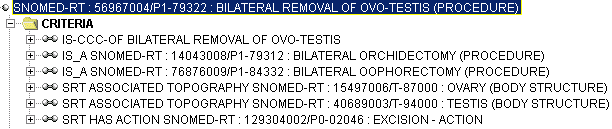 SNOMED-RT : 56967004/P1-79322 : BILATERAL REMOVAL OF OVO-TESTIS (PROCEDURE)
CRITERIA
IS-CCC-OF BILATERAL REMOVAL OF OVO-TESTIS
IS_A SNOMED-RT : 14043008/P1-79312 : BILATERAL ORCHIDECTOMY (PROCEDURE)
IS_A SNOMED-RT : 76876009/P1-84332 : BILATERAL OOPHORECTOMY (PROCEDURE)
SRT ASSOCIATED TOPOGRAPHY SNOMED-RT : 15497006/T-87000 : OVARY (BODY STRUCTURE)
SRT ASSOCIATED TOPOGRAPHY SNOMED-RT : 40689003/T-94000 : TESTIS (BODY STRUCTURE)
SRT HAS ACTION SNOMED-RT : 129304002/P0-02046 : EXCISION - ACTION